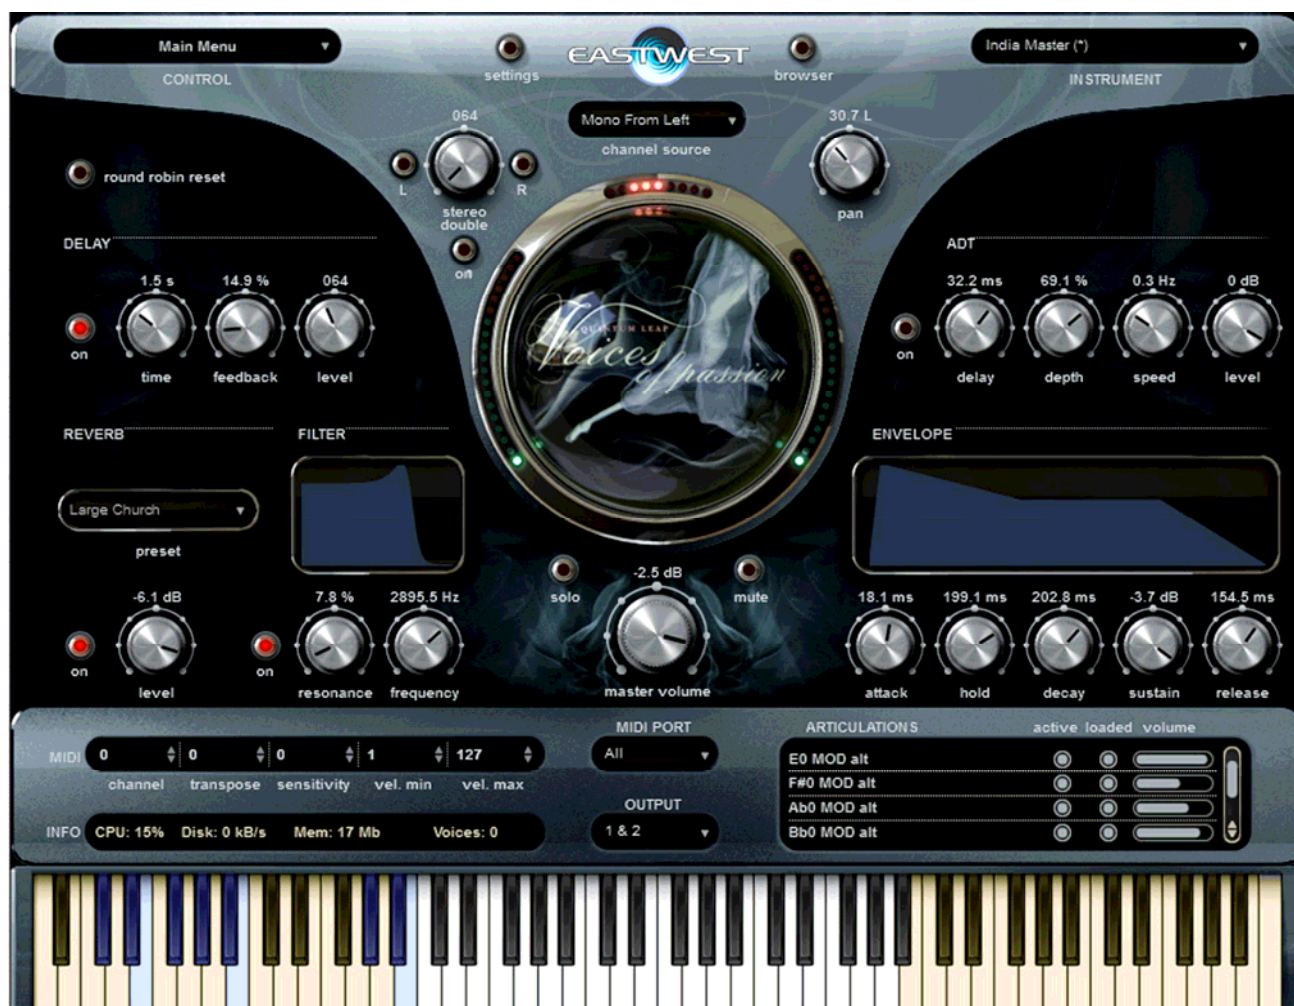 Main Menu
CONTROL
settings
EASTWEST
browser
India Master (*)
INSTRUMENT
064
Mono From Left
channel source
30.7 L
L
R
stereo
double
on
pan
round robin reset
DELAY
1.5 s 14.9 % 064
on
time feedback level
QUANTUM LEAP
Voices
of passion
ADT
32.2 ms 69.1 % 0.3 Hz 0 dB
on
delay depth speed level
REVERB
Large Church
preset
-6.1 dB
on
level
FILTER
7.8 % 2895.5 Hz
on
resonance frequency
solo
-2.5 dB
mute
master volume
ENVELOPE
18.1 ms 199.1 ms 202.8 ms -3.7 dB 154.5 ms
attack hold decay sustain release
MIDI 0 0 0 1 127
channel transpose sensitivity vel. min vel. max
INFO CPU: 15% Disk: 0 kB/s Mem: 17 Mb Voices: 0
MIDI PORT
All
OUTPUT
1 & 2
ARTICULATIONS active loaded volume
E0 MOD alt
F#0 MOD alt
Ab0 MOD alt
Bb0 MOD alt